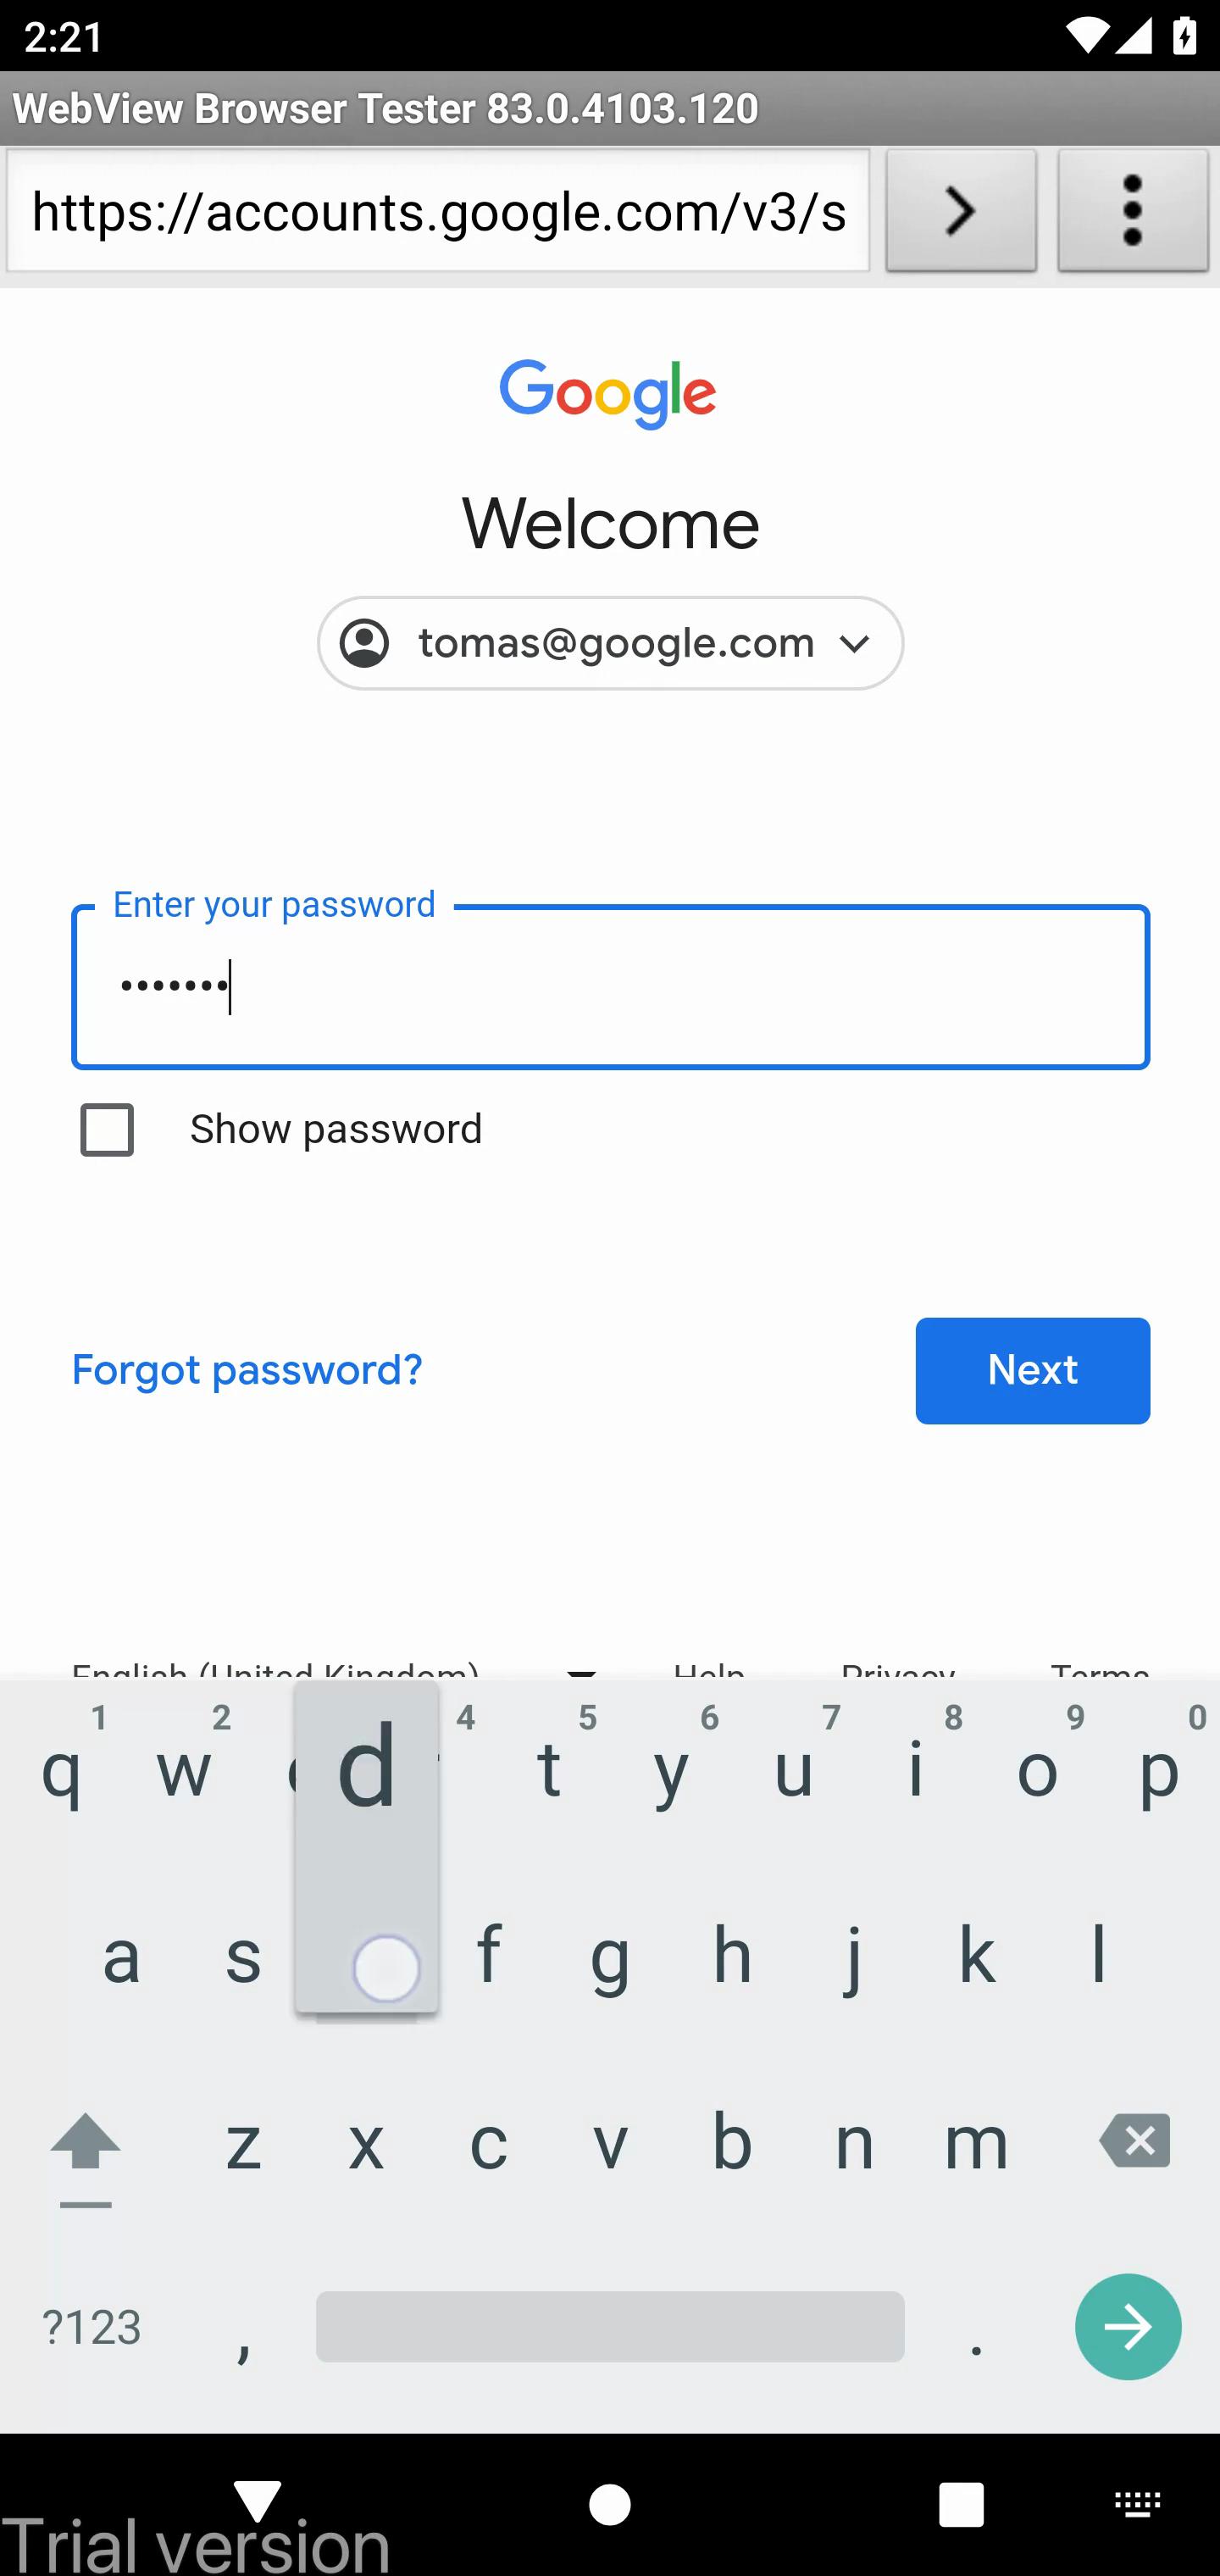 2:21
WebView Browser Tester 83.0.4103.120
https://accounts.google.com/v3/s
Google
Welcome
tomas@google.com
Enter your password
•••••••
Show password
Forgot password?
Next
English (United Kingdom)
Help
Privacy
Terms
1 2 4 5 6 7 8 9 0
q w d t y u i o p
a s f g h j k l
z x c v b n m
?123 , .
Trial version